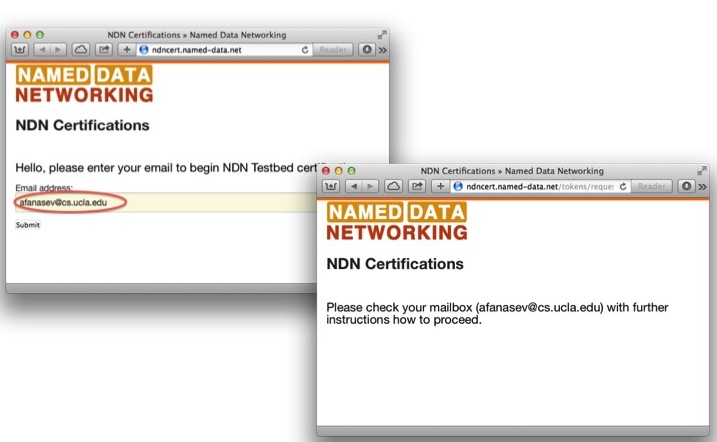 NDN Certifications » Named Data Networking
ndncert.named-data.net
Reader
NAMED DATA
NETWORKING
NDN Certifications
Hello, please enter your email to begin NDN Testbed
Email address:
afanasev@cs.ucla.edu
Submit
NDN Certifications » Named Data Networking
ndncert.named-data.net/tokens/reque
Reader
NAMED DATA
NETWORKING
NDN Certifications
Please check your mailbox (afanasev@cs.ucla.edu) with further
instructions how to proceed.